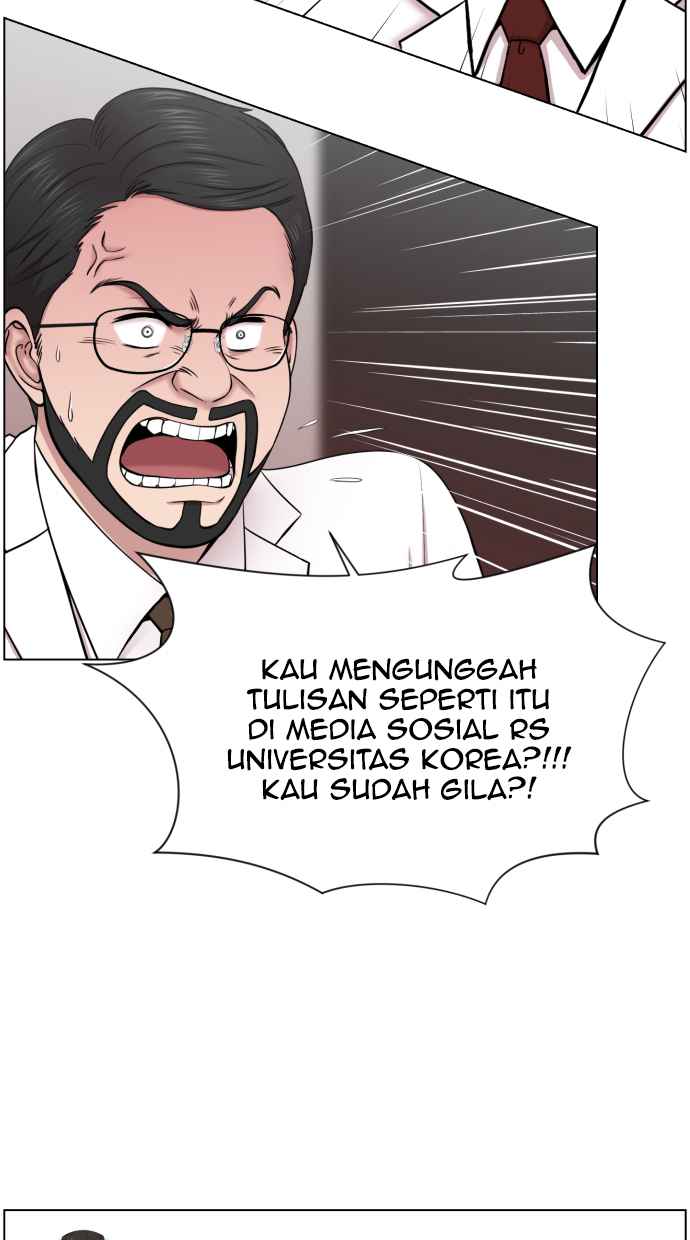 KAU MENGUNGGAH
TULISAN SEPERTI ITU
DI MEDIA SOSIAL RS
UNIVERSITAS KOREA?!!!
KAU SUDAH GILA?!